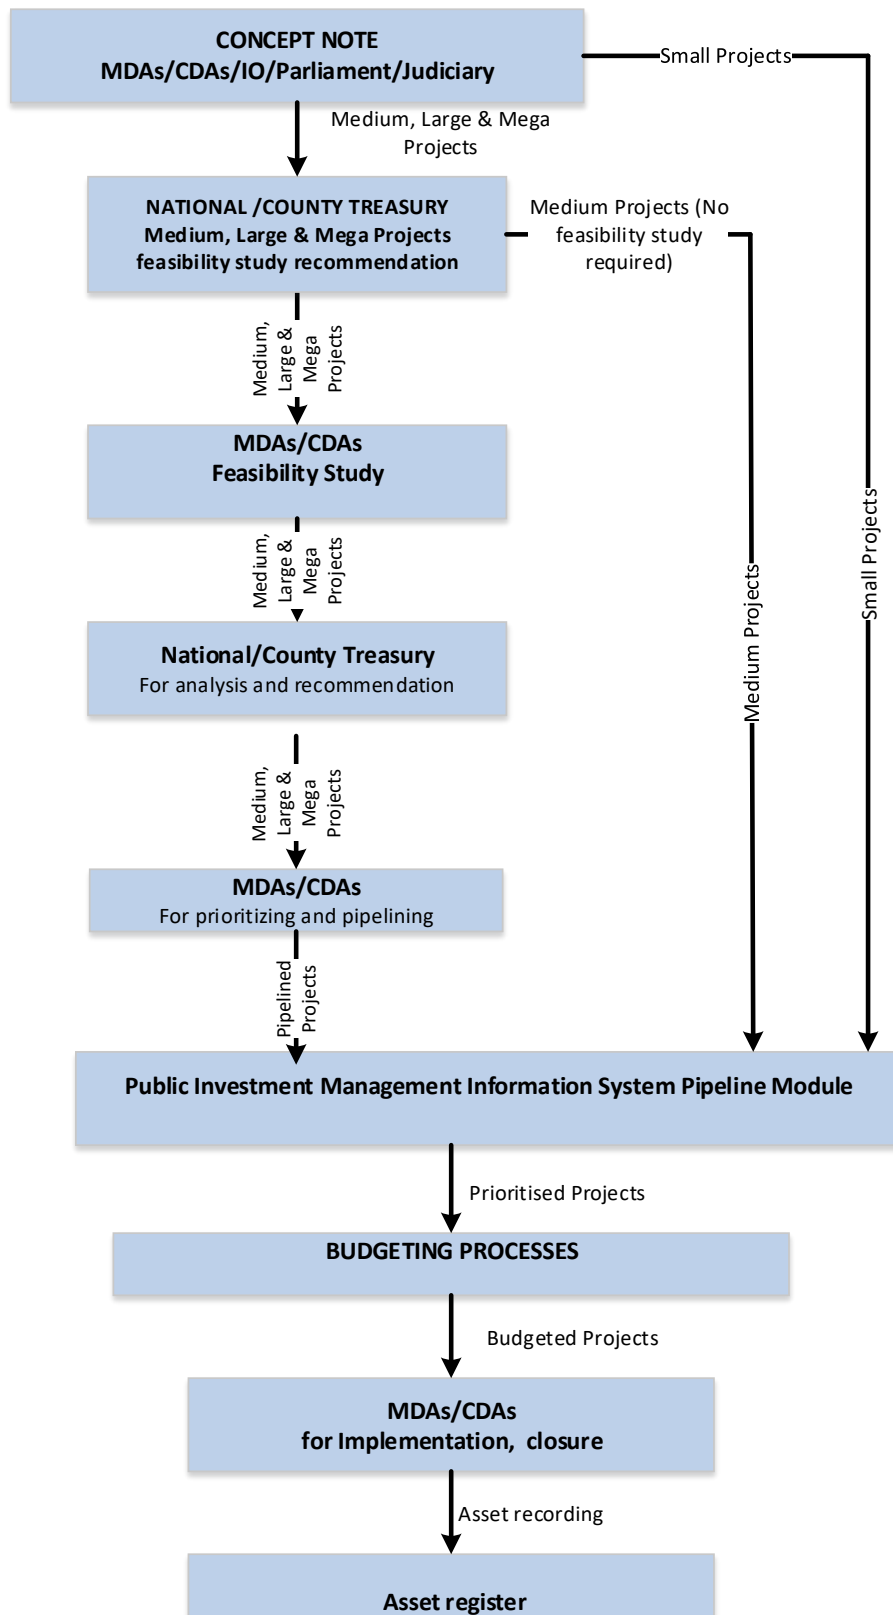 CONCEPT NOTE
MDAs/CDAs/IO/Parliament/Judiciary
Small Projects
Medium, Large & Mega
Projects
NATIONAL /COUNTY TREASURY
Medium, Large & Mega Projects
feasibility study recommendation
Medium Projects (No
feasibility study
required)
Medium,
Large &
Mega
Projects
MDAs/CDAs
Feasibility Study
Medium,
Large &
Mega
Projects
Small Projects
National/County Treasury
For analysis and recommendation
Medium Projects
Medium,
Large &
Mega
Projects
MDAs/CDAs
For prioritizing and pipelining
Pipelined
Projects
Public Investment Management Information System Pipeline Module
Prioritised Projects
BUDGETING PROCESSES
Budgeted Projects
MDAs/CDAs
for Implementation, closure
Asset recording
Asset register